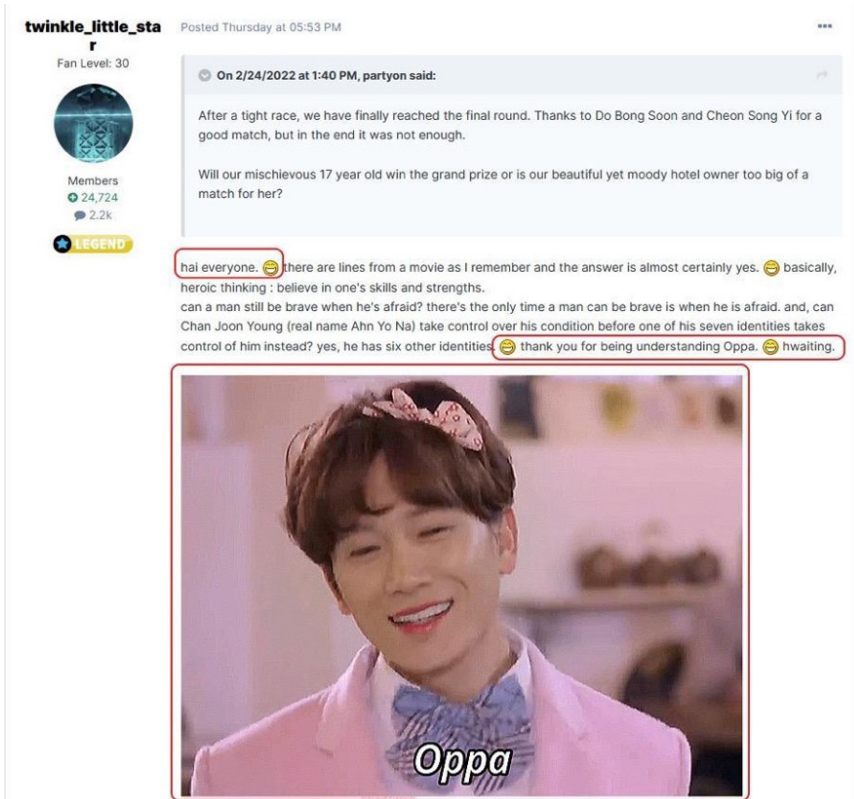 twinkle_little_sta
r
Posted Thursday at 05:53 PM
Fan Level: 30
Members
24,724
2.2k
LEGEND
On 2/24/2022 at 1:40 PM, partyon said:
After a tight race, we have finally reached the final round. Thanks to Do Bong Soon and Cheon Song Yi for a
good match, but in the end it was not enough.
Will our mischievous 17 year old win the grand prize or is our beautiful yet moody hotel owner too big of a
match for her?
hai everyone. there are lines from a movie as I remember and the answer is almost certainly yes. basically,
heroic thinking : believe in one's skills and strengths.
can a man still be brave when he's afraid? there's the only time a man can be brave is when he is afraid. and, can
Chan Joon Young (real name Ahn Yo Na) take control over his condition before one of his seven identities takes
control of him instead? yes, he has six other identities. thank you for being understanding Oppa. hwaiting.
Oppa